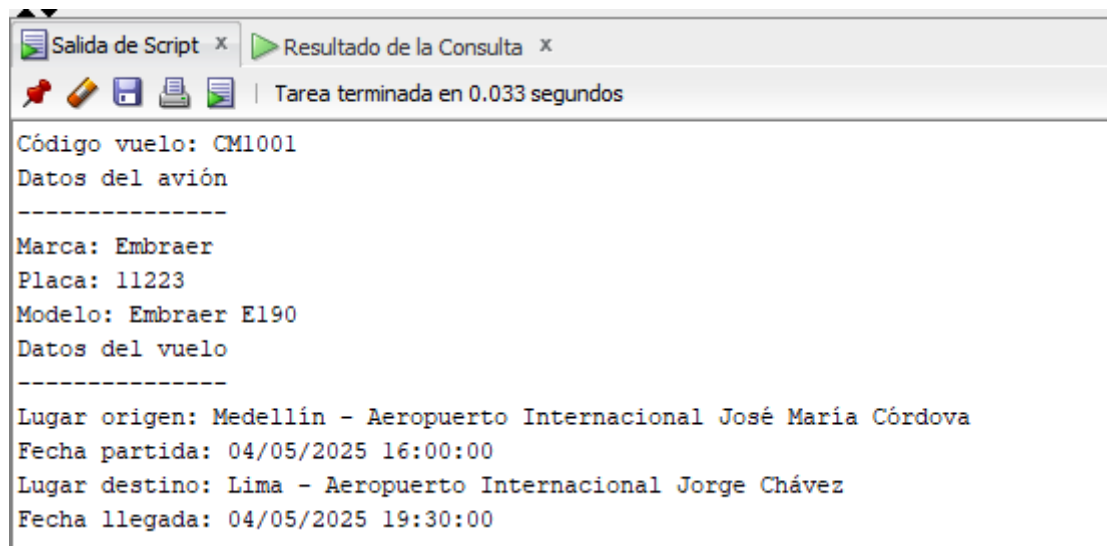 Salida de Script x Resultado de la Consulta x
Tarea terminada en 0.033 segundos
Código vuelo: CM1001
Datos del avión
---------------
Marca: Embraer
Placa: 11223
Modelo: Embraer E190
Datos del vuelo
---------------
Lugar origen: Medellín - Aeropuerto Internacional José María Córdova
Fecha partida: 04/05/2025 16:00:00
Lugar destino: Lima - Aeropuerto Internacional Jorge Chávez
Fecha llegada: 04/05/2025 19:30:00